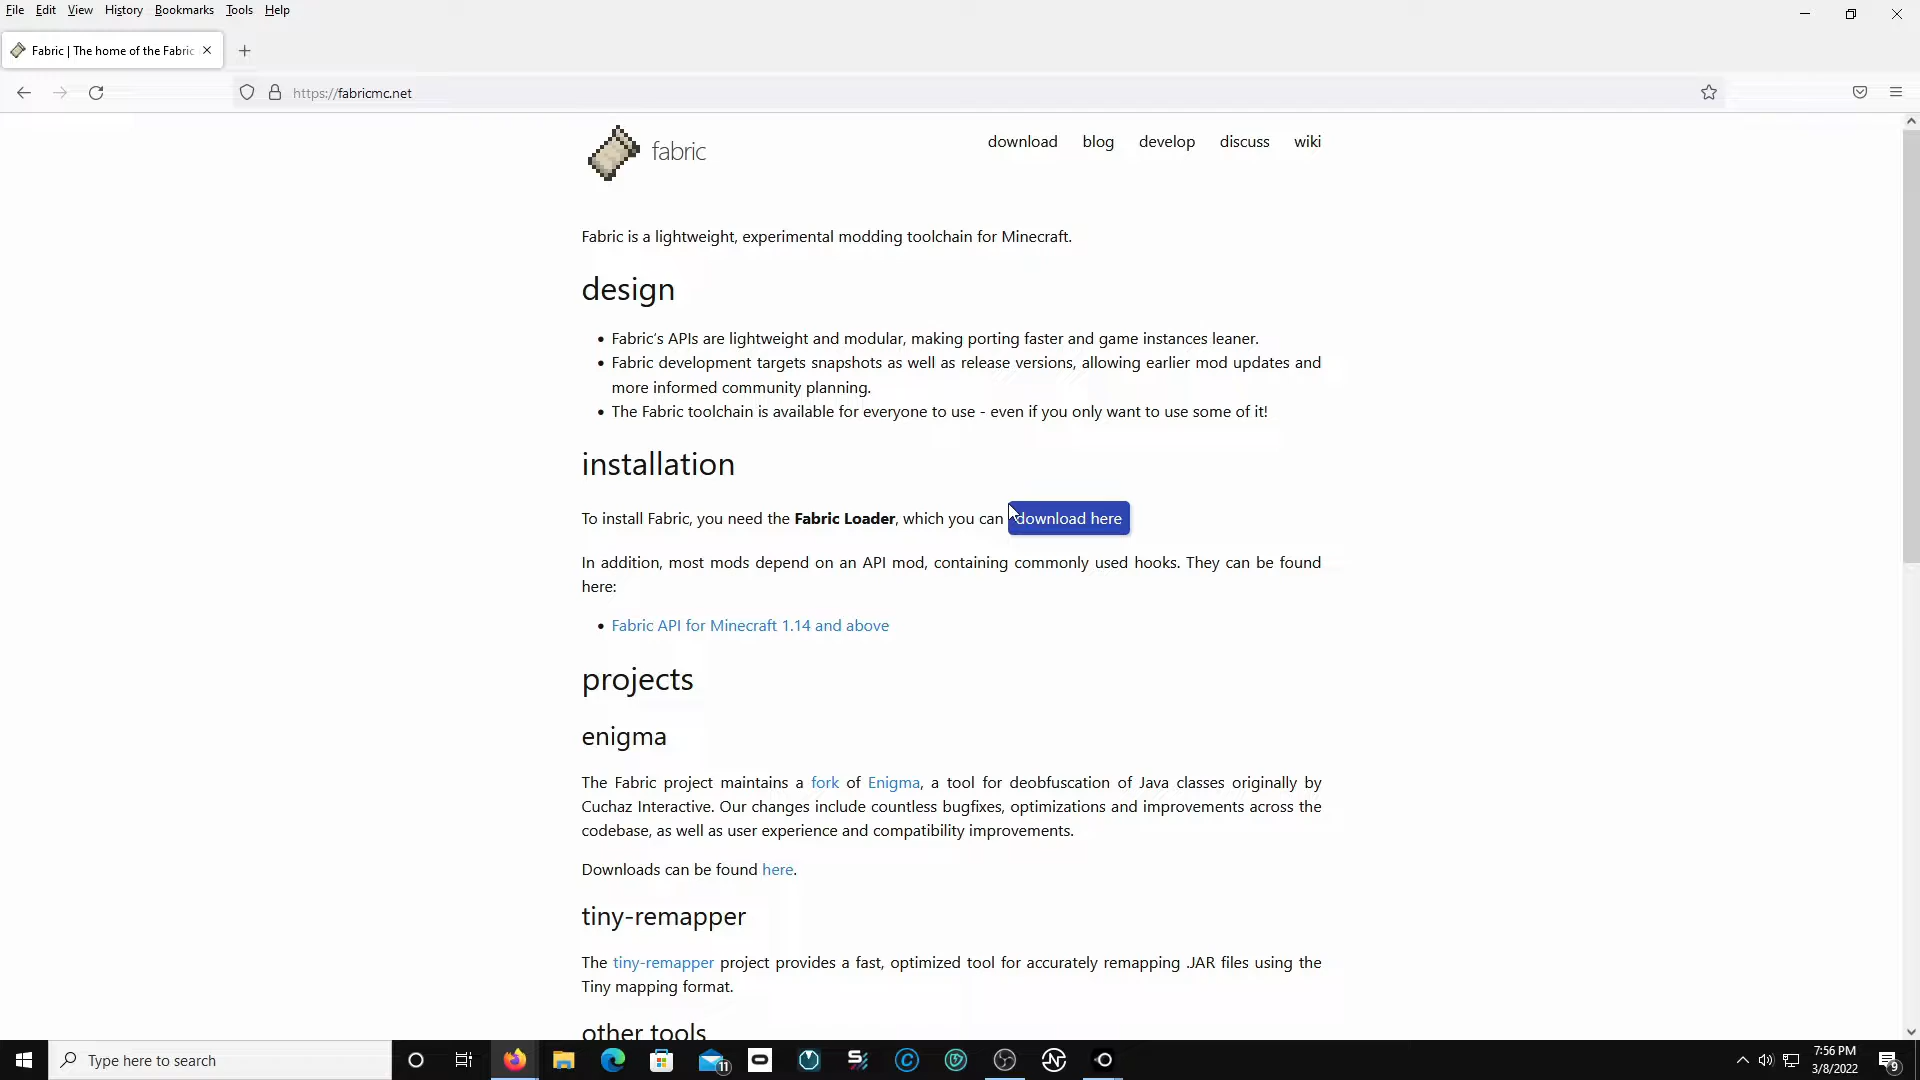 File Edit View History Bookmarks Tools Help
Fabric | The home of the Fabric
https://fabricmc.net
fabric
download blog develop discuss wiki
Fabric is a lightweight, experimental modding toolchain for Minecraft.
design
• Fabric's APIs are lightweight and modular, making porting faster and game instances leaner.
• Fabric development targets snapshots as well as release versions, allowing earlier mod updates and
more informed community planning.
• The Fabric toolchain is available for everyone to use - even if you only want to use some of it!
installation
To install Fabric, you need the Fabric Loader, which you can download here
In addition, most mods depend on an API mod, containing commonly used hooks. They can be found
here:
• Fabric API for Minecraft 1.14 and above
projects
enigma
The Fabric project maintains a fork of Enigma, a tool for deobfuscation of Java classes originally by
Cuchaz Interactive. Our changes include countless bugfixes, optimizations and improvements across the
codebase, as well as user experience and compatibility improvements.
Downloads can be found here.
tiny-remapper
The tiny-remapper project provides a fast, optimized tool for accurately remapping .JAR files using the
Tiny mapping format.
other tools
Type here to search
11
7:56 PM
3/8/2022
9